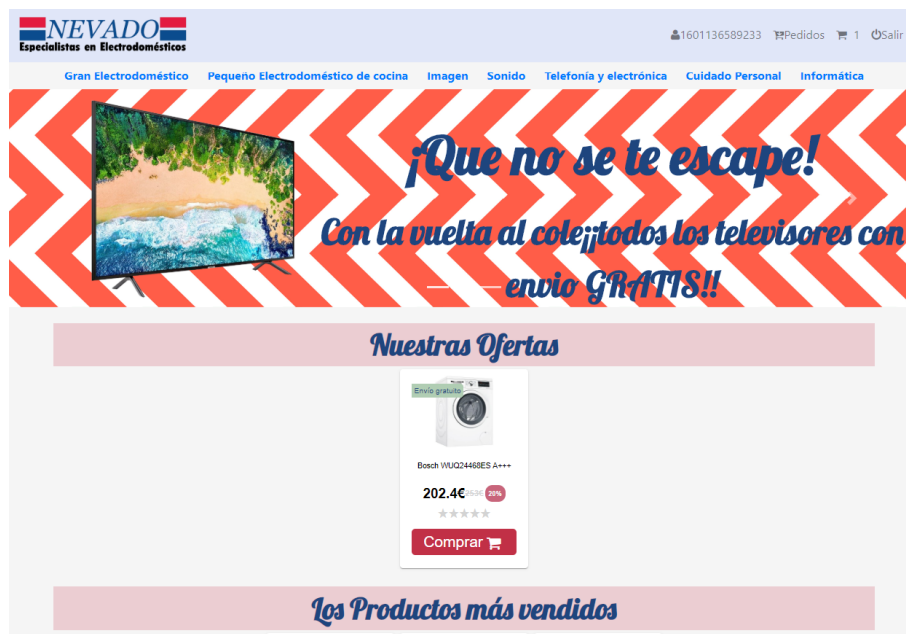 NEVADO
Especialistas en Electrodomésticos
1601136589233 Pedidos 1 Salir
Gran Electrodoméstico Pequeño Electrodoméstico de cocina Imagen Sonido Telefonía y electrónica Cuidado Personal Informática
¡Que no se te escape!
Con la vuelta al cole¡¡todos los televisores con
envio GRATIS!!
Nuestras Ofertas
Envío gratuito
Bosch WUQ24468ES A+++
202.4€ 253€ 20%
Comprar
Los Productos más vendidos